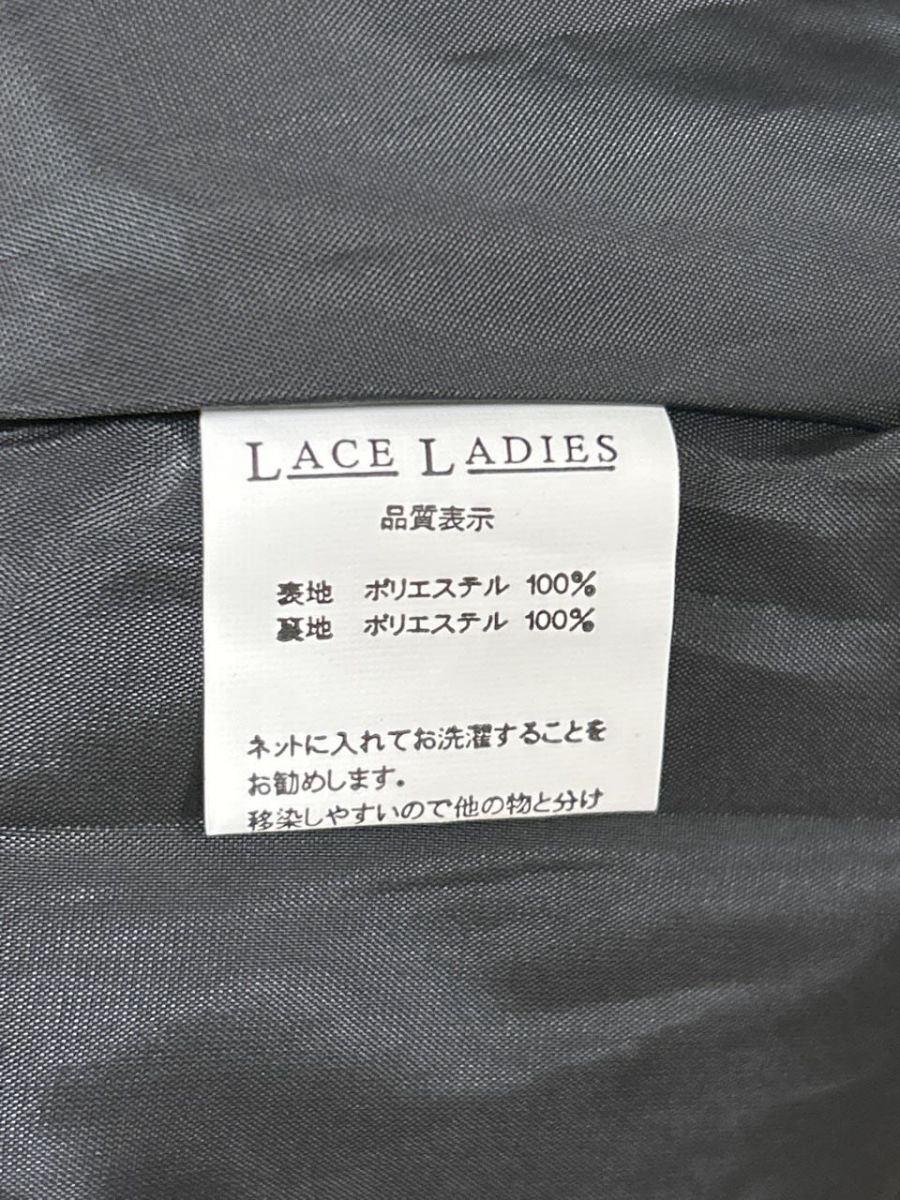 LACE LADIES
品質表示
表地 ポリエステル 100%
裏地 ポリエステル 100%
ネットに入れてお洗濯することを
お勧めします。
移染しやすいので他の物と分け